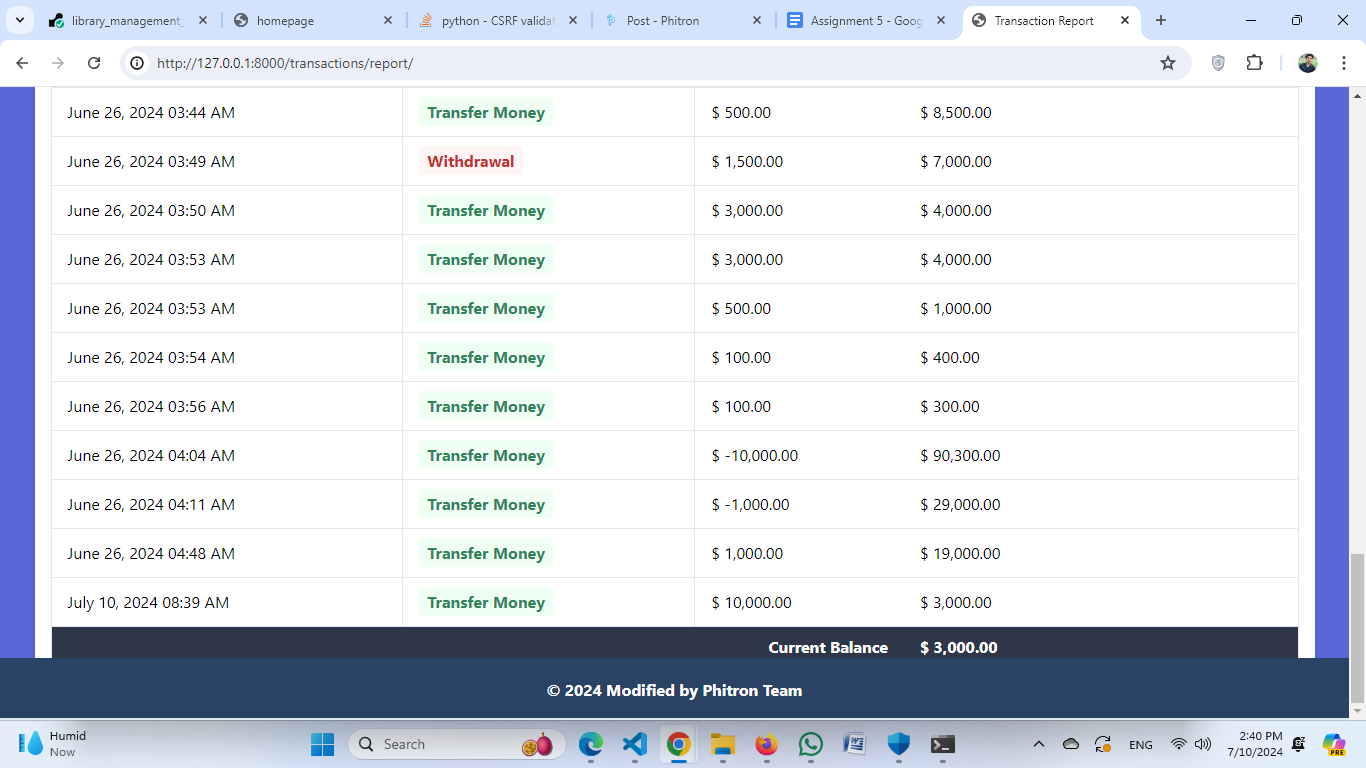 library_management_
homepage
python - CSRF validat
Post - Phitron
Assignment 5 - Goog
Transaction Report
http://127.0.0.1:8000/transactions/report/
June 26, 2024 03:44 AM Transfer Money $ 500.00 $ 8,500.00
June 26, 2024 03:49 AM Withdrawal $ 1,500.00 $ 7,000.00
June 26, 2024 03:50 AM Transfer Money $ 3,000.00 $ 4,000.00
June 26, 2024 03:53 AM Transfer Money $ 3,000.00 $ 4,000.00
June 26, 2024 03:53 AM Transfer Money $ 500.00 $ 1,000.00
June 26, 2024 03:54 AM Transfer Money $ 100.00 $ 400.00
June 26, 2024 03:56 AM Transfer Money $ 100.00 $ 300.00
June 26, 2024 04:04 AM Transfer Money $ -10,000.00 $ 90,300.00
June 26, 2024 04:11 AM Transfer Money $ -1,000.00 $ 29,000.00
June 26, 2024 04:48 AM Transfer Money $ 1,000.00 $ 19,000.00
July 10, 2024 08:39 AM Transfer Money $ 10,000.00 $ 3,000.00
Current Balance $ 3,000.00
© 2024 Modified by Phitron Team
Humid
Now
Search
ENG
2:40 PM
7/10/2024
PRE